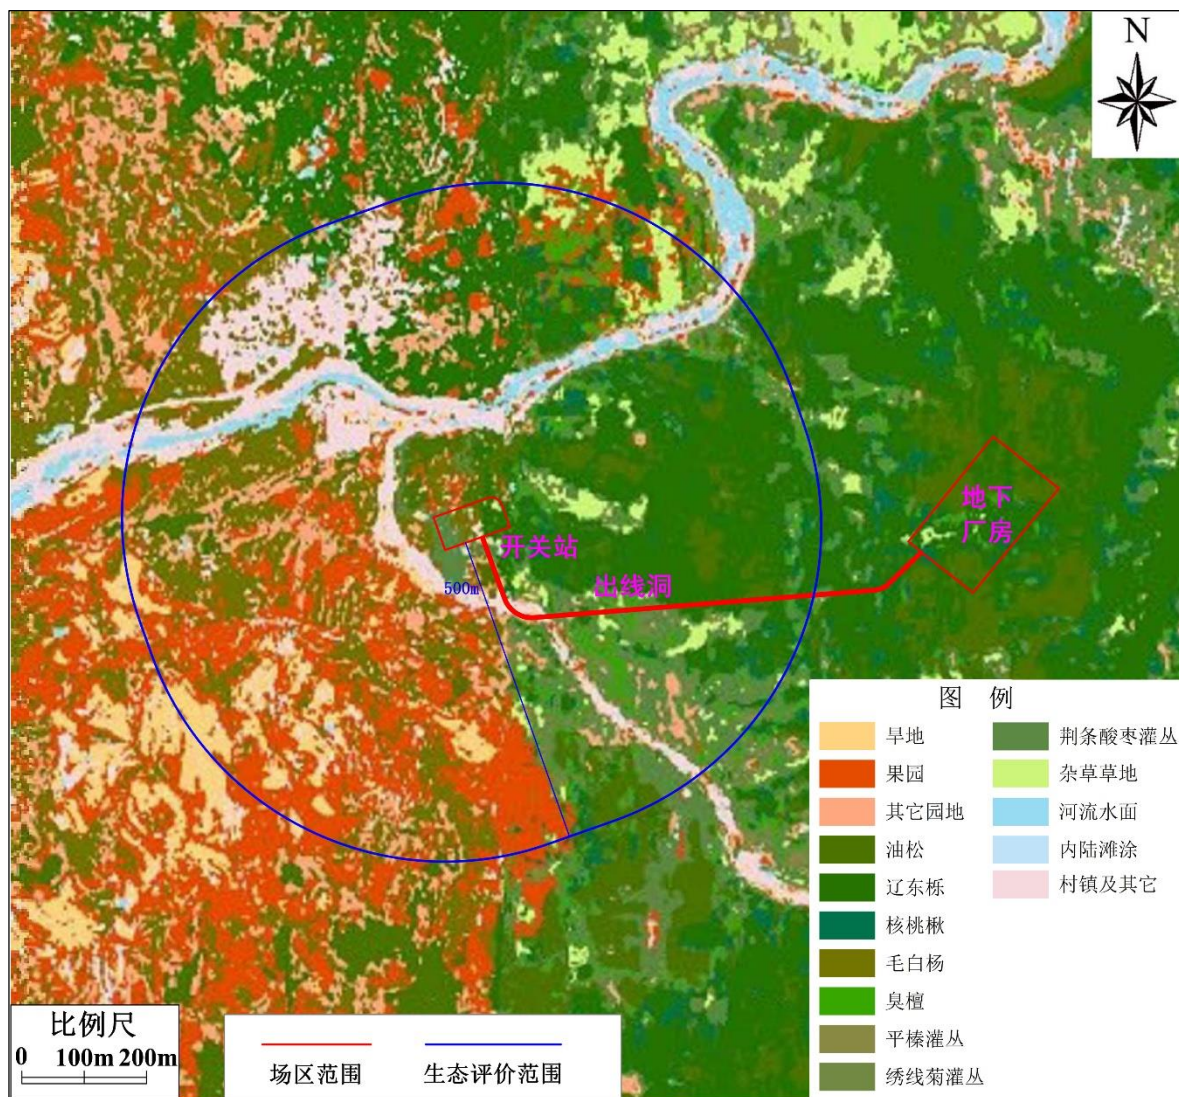 N
地下
厂房
开关站
出线洞
500m
图 例
旱地
果园
其它园地
油松
辽东栎
核桃楸
毛白杨
臭檀
平榛灌丛
绣线菊灌丛
荆条酸枣灌丛
杂草草地
河流水面
内陆滩涂
村镇及其它
比例尺
0 100m 200m
场区范围
生态评价范围